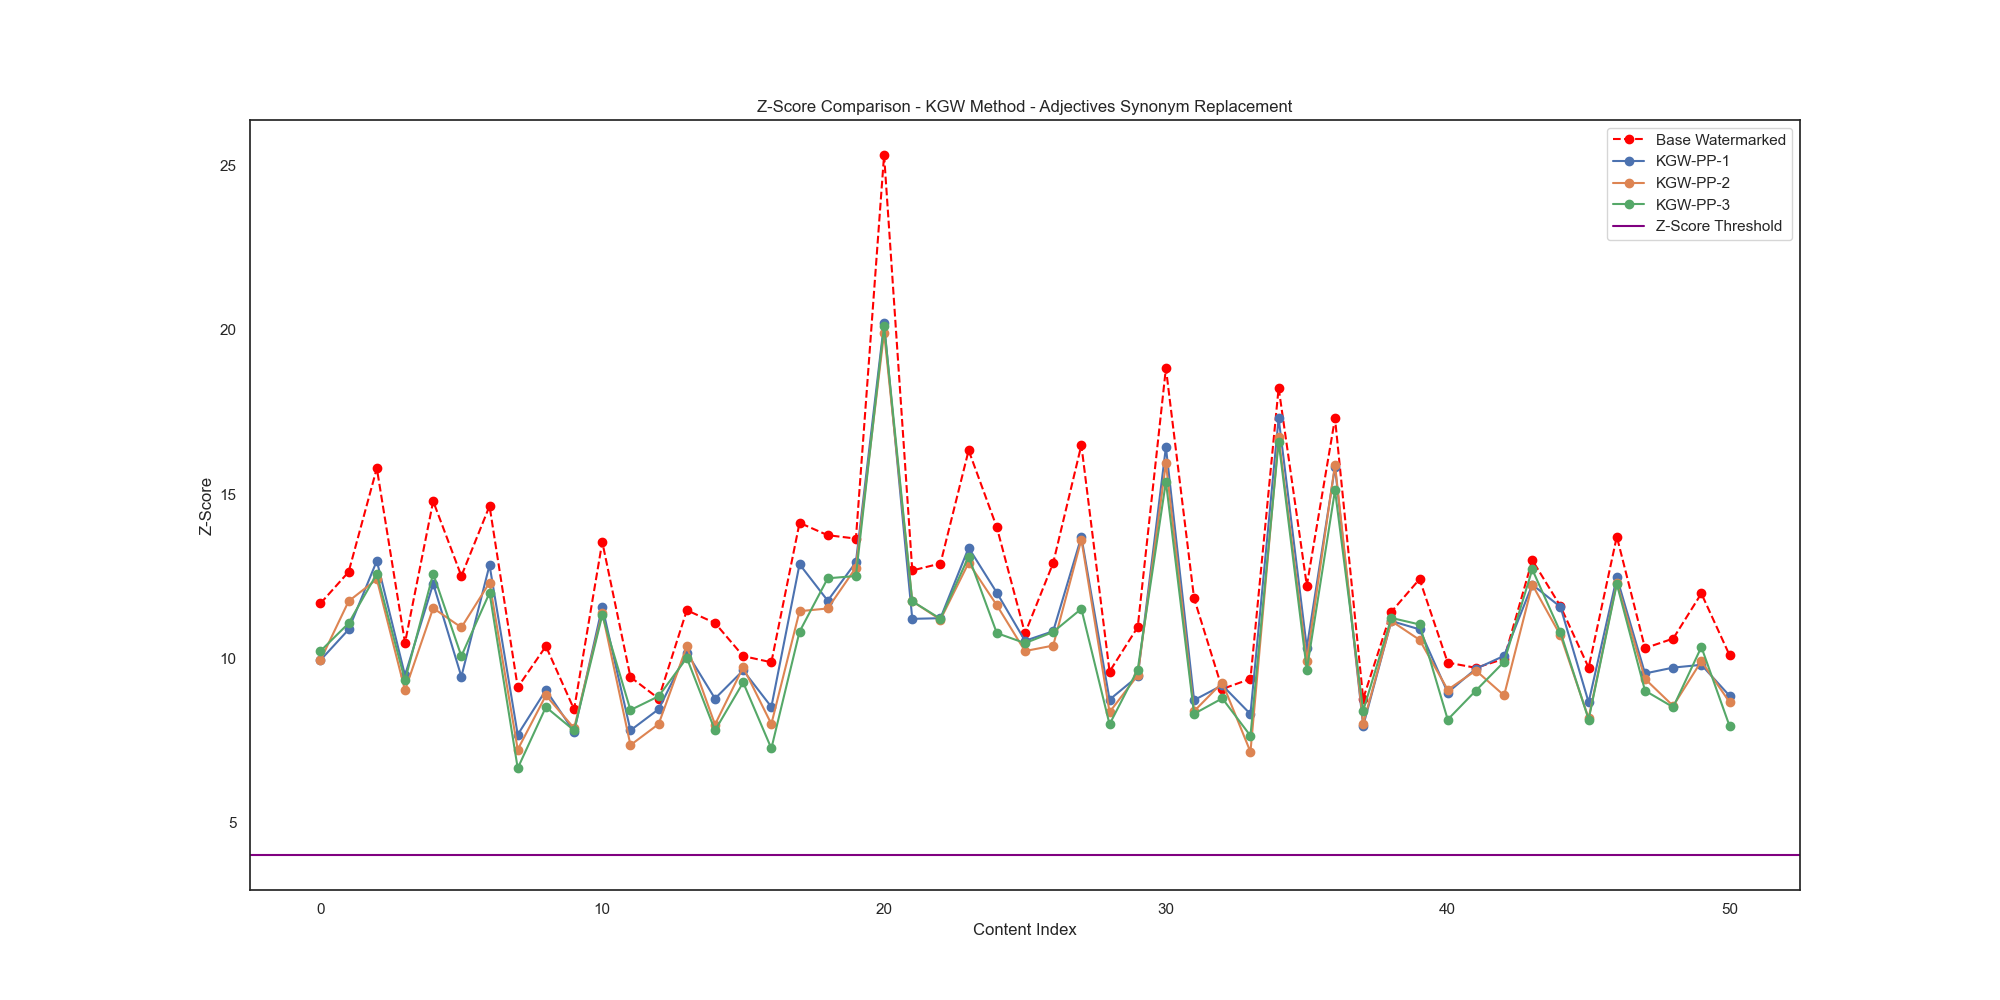 Z-Score Comparison - KGW Method - Adjectives Synonym Replacement
Base Watermarked
KGW-PP-1
KGW-PP-2
KGW-PP-3
Z-Score Threshold
25
20
15
10
5
Z-Score
0 10 20 30 40 50
Content Index